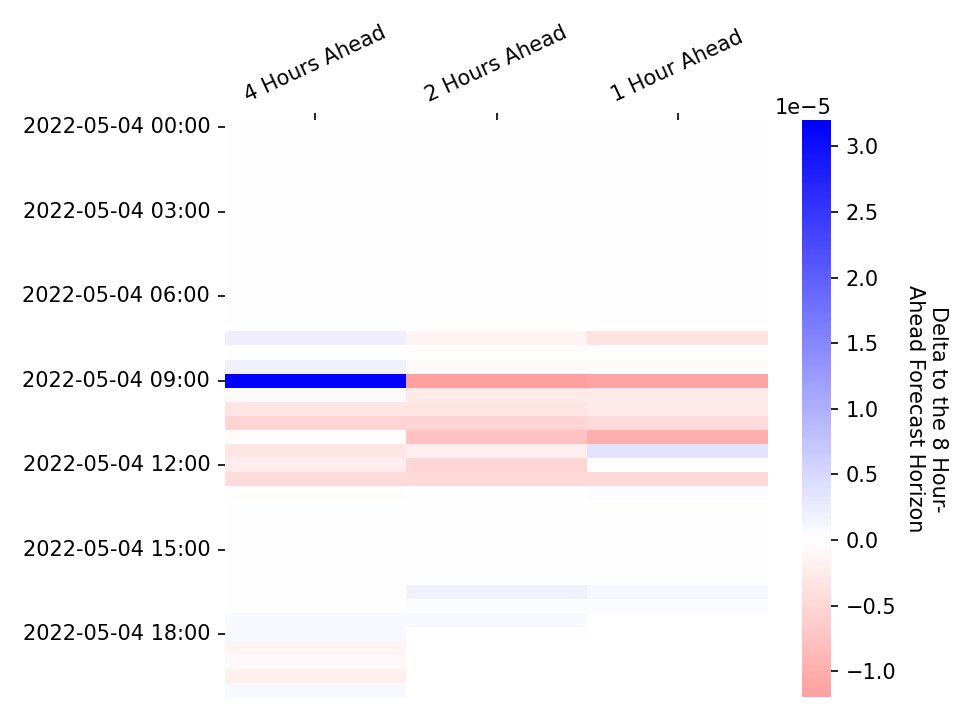 4 Hours Ahead
2 Hours Ahead
1 Hour Ahead
1e−5
2022-05-04 00:00
2022-05-04 03:00
2022-05-04 06:00
2022-05-04 09:00
2022-05-04 12:00
2022-05-04 15:00
2022-05-04 18:00
3.0
2.5
2.0
1.5
1.0
0.5
0.0
−0.5
−1.0
Delta to the 8 Hour-
Ahead Forecast Horizon